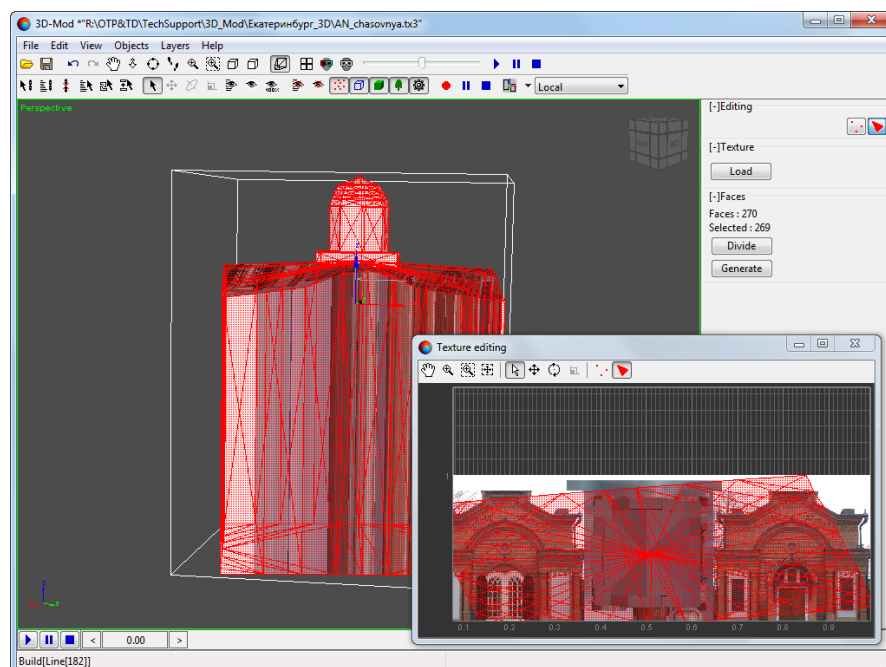 3D-Mod *"R:\OTP&TD\TechSupport\3D_Mod\Екатеринбург_3D\AN_chasovnya.tx3"
File Edit View Objects Layers Help
Local
Perspective
[-]Editing
[-]Texture
Load
[-]Faces
Faces : 270
Selected : 269
Divide
Generate
Texture editing
1
0.1 0.2 0.3 0.4 0.5 0.6 0.7 0.8 0.9
< 0.00 >
Build[Line[182]]